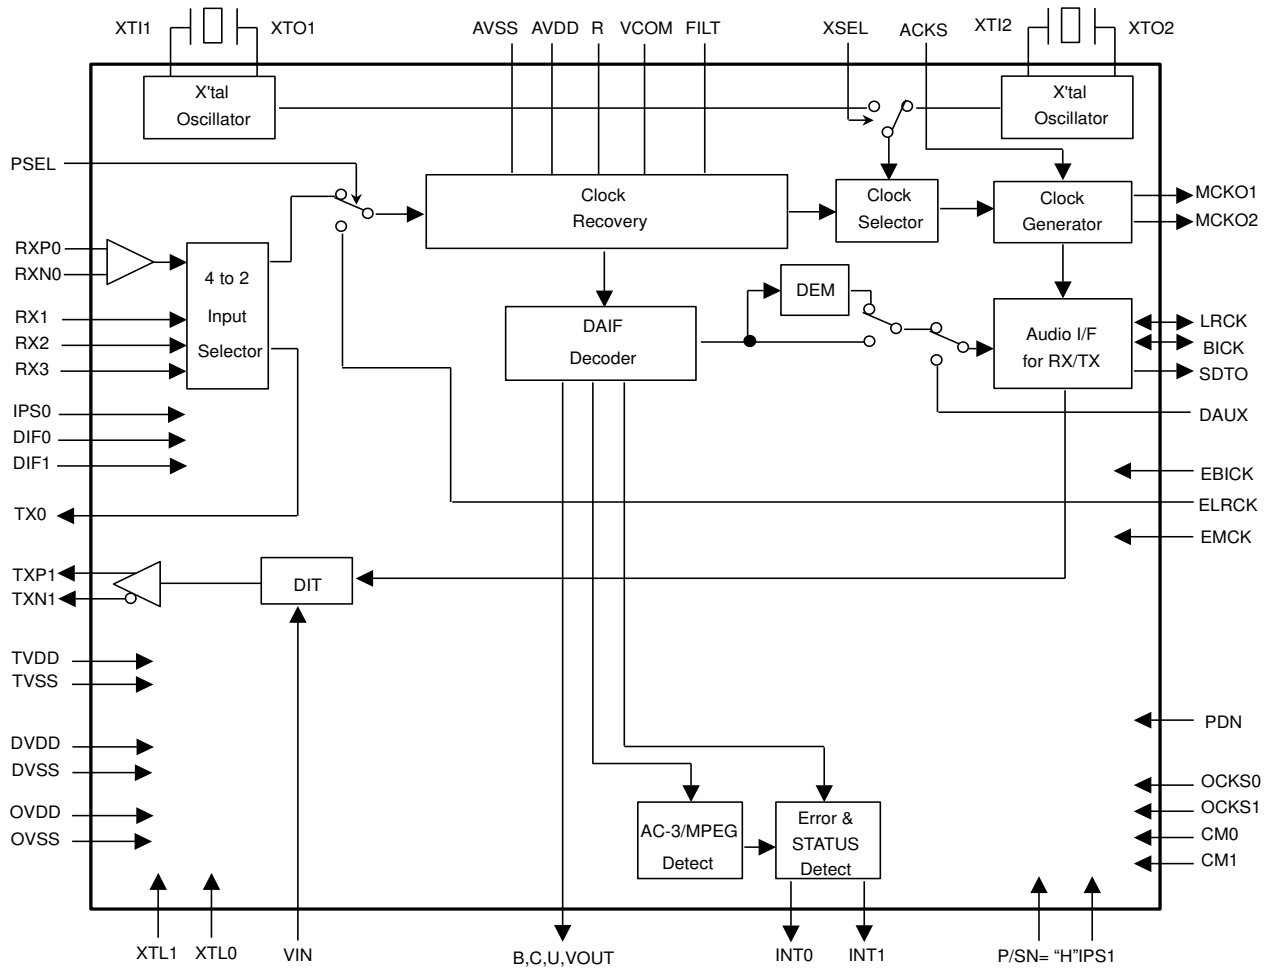 XTI1
XTO1
AVSS
AVDD
R
VCOM
FILT
XSEL
ACKS
XTI2
XTO2
X'tal
Oscillator
X'tal
Oscillator
PSEL
Clock
Recovery
Clock
Selector
Clock
Generator
MCKO1
MCKO2
RXP0
RXN0
4 to 2
Input
Selector
RX1
RX2
RX3
DEM
DAIF
Decoder
Audio I/F
for RX/TX
LRCK
BICK
SDTO
IPS0
DIF0
DIF1
DAUX
EBICK
ELRCK
EMCK
TX0
TXP1
TXN1
DIT
TVDD
TVSS
DVDD
DVSS
OVDD
OVSS
PDN
OCKS0
OCKS1
CM0
CM1
AC-3/MPEG
Detect
Error &
STATUS
Detect
XTL1
XTL0
VIN
B,C,U,VOUT
INT0
INT1
P/SN= “H”
IPS1